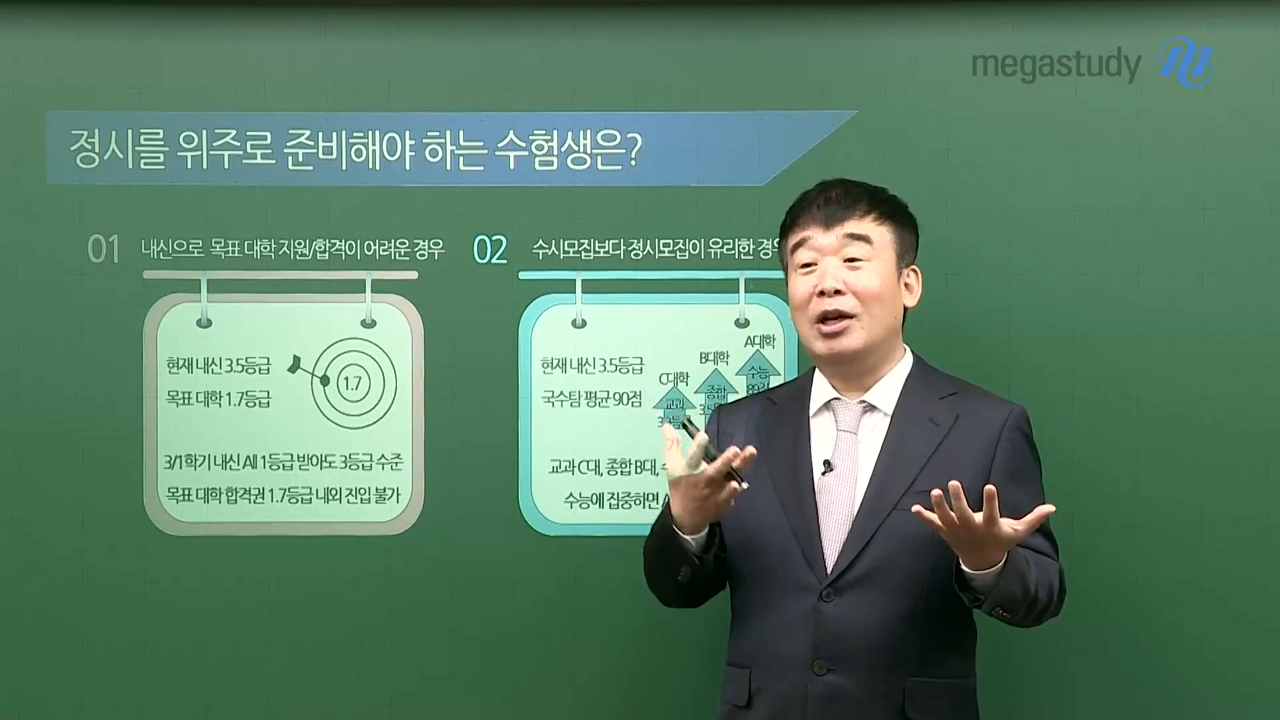 megastudy
정시를 위주로 준비해야 하는 수험생은?
01 내신으로 목표 대학 지원/합격이 어려운 경우
현재 내신 3.5등급
목표 대학 1.7등급
1.7
3/1학기 내신 All 1등급 받아도 3등급 수준
목표 대학 합격권 1.7등급 내외 진입 불가
02 수시모집보다 정시모집이 유리한 경우
현재 내신 3.5등급
국수탐 평균 90점
C대학
교과
B대학
종합
A대학
수능
교과 C대, 종합 B대,
수능에 집중하면